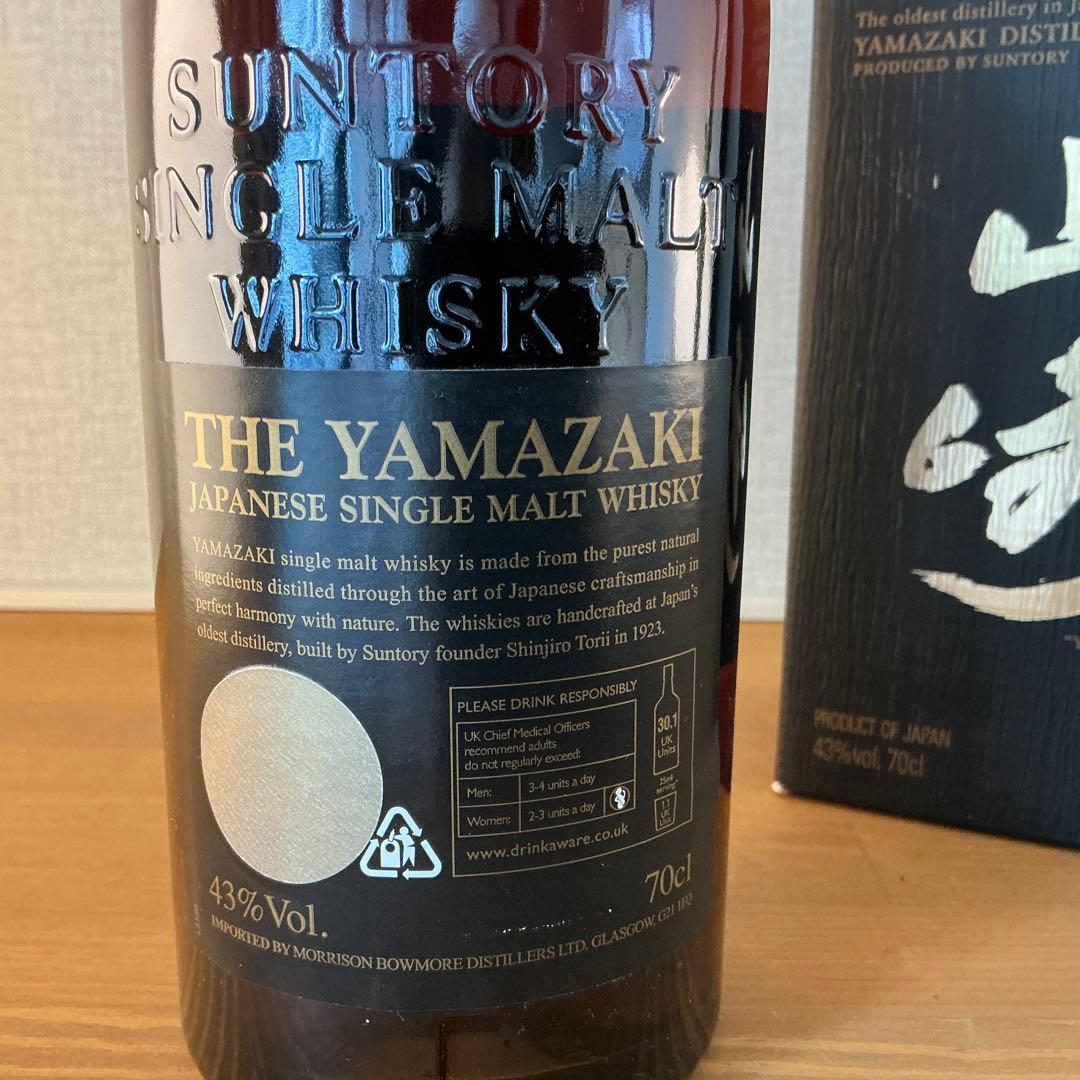 SUNTORY
SINGLE MALT
WHISKY
THE YAMAZAKI
JAPANESE SINGLE MALT WHISKY
YAMAZAKI single malt whisky is made from the purest natural
ingredients distilled through the art of Japanese craftsmanship in
perfect harmony with nature. The whiskies are handcrafted at Japan's
oldest distillery, built by Suntory founder Shinjiro Torii in 1923.
PLEASE DRINK RESPONSIBLY
UK Chief Medical Officers
recommend adults
do not regularly exceed:
Men: 3-4 units a day
Women: 2-3 units a day
www.drinkaware.co.uk
30.1
UK
Units
25ml
serving
1.1
UK
Unit
43%Vol.
70cl
IMPORTED BY MORRISON BOWMORE DISTILLERS LTD. GLASGOW, G21 1EQ
The oldest distillery in
YAMAZAKI
PRODUCED BY SUNTORY
山
崎
PRODUCT OF JAPAN
43%vol. 70cl